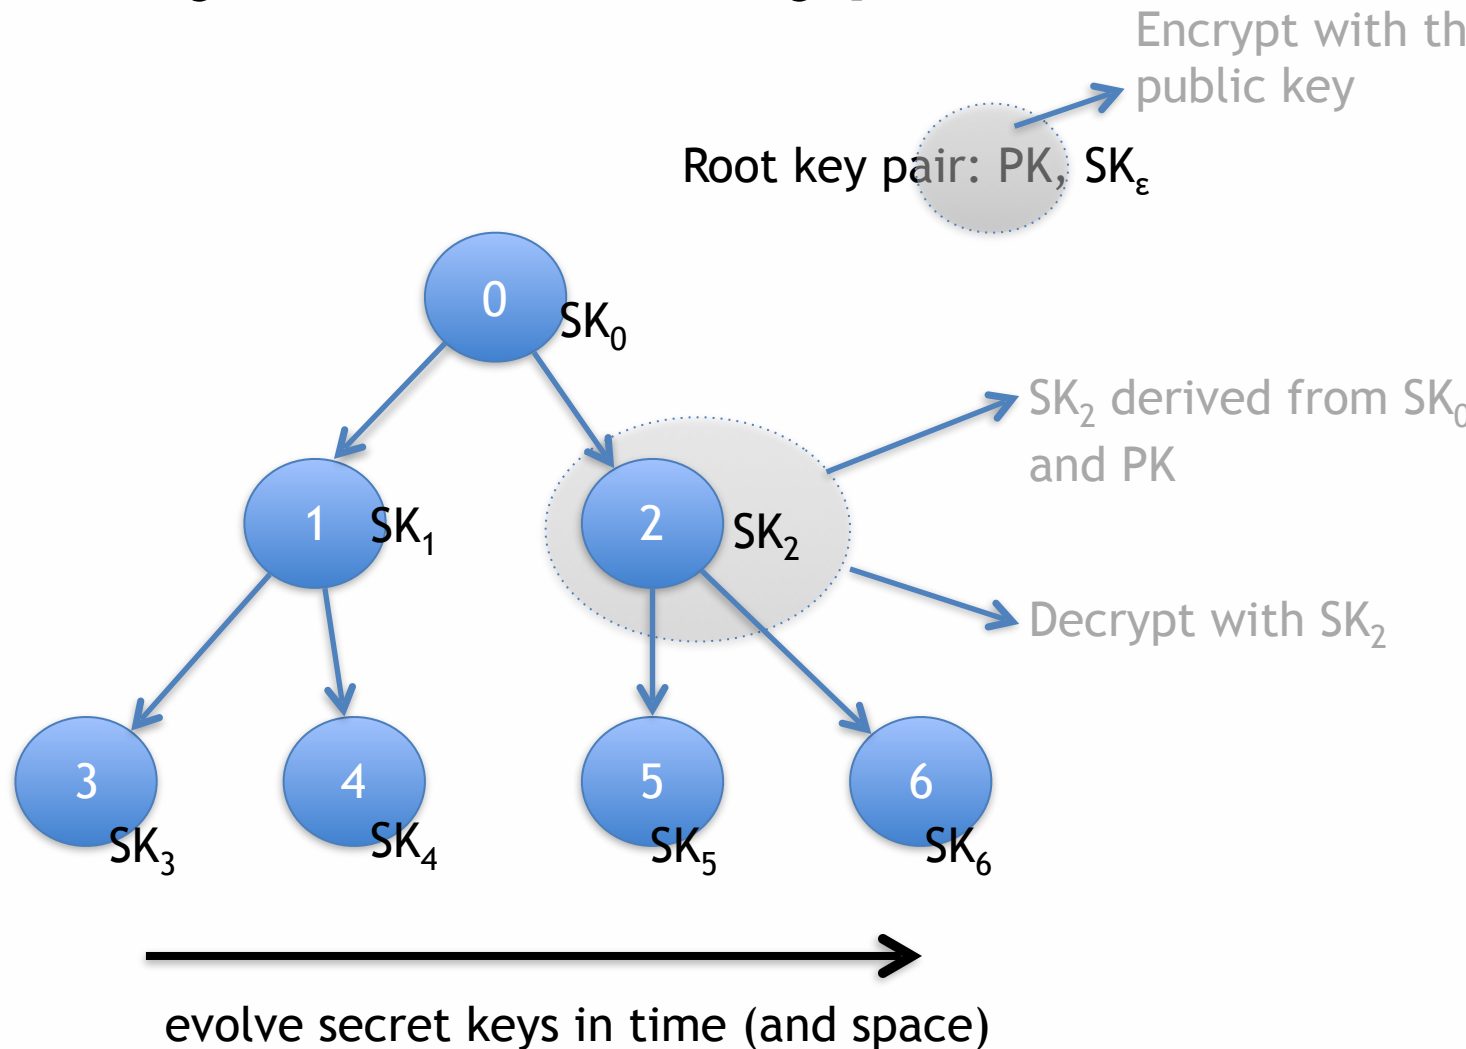 Encrypt with th
public key
Root key pair: PK, SKε
0
SK0
SK2 derived from SK0
and PK
1
SK1
2
SK2
Decrypt with SK2
3
SK3
4
SK4
5
SK5
6
SK6
evolve secret keys in time (and space)